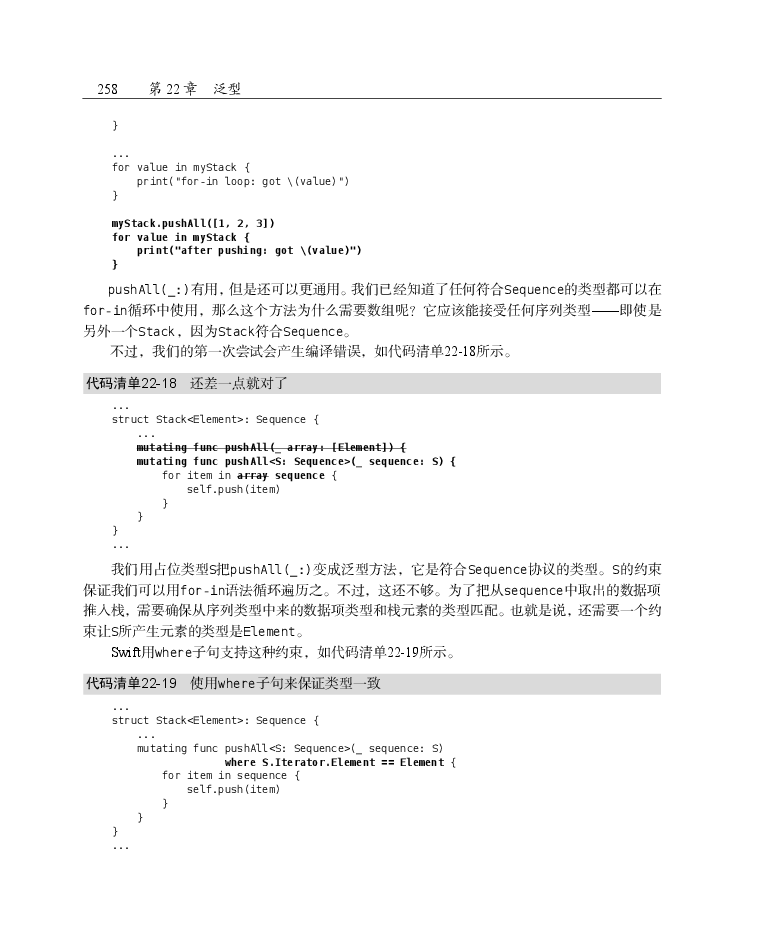 258 第 22 章 泛型
}
...
for value in myStack {
    print("for-in loop: got \(value)")
}
myStack.pushAll([1, 2, 3])
for value in myStack {
    print("after pushing: got \(value)")
}
pushAll(_:)有用，但是还可以更通用。我们已经知道了任何符合Sequence的类型都可以在
for-in循环中使用，那么这个方法为什么需要数组呢？它应该能接受任何序列类型——即使是
另外一个Stack，因为Stack符合Sequence。
不过，我们的第一次尝试会产生编译错误，如代码清单22-18所示。
代码清单22-18 还差一点就对了
...
struct Stack<Element>: Sequence {
    ...
    mutating func pushAll(_ array: [Element]) {
    mutating func pushAll<S: Sequence>(_ sequence: S) {
        for item in array sequence {
            self.push(item)
        }
    }
}
...
我们用占位类型S把pushAll(_:)变成泛型方法，它是符合Sequence协议的类型。S的约束
保证我们可以用for-in语法循环遍历之。不过，这还不够。为了把从sequence中取出的数据项
推入栈，需要确保从序列类型中来的数据项类型和栈元素的类型匹配。也就是说，还需要一个约
束让S所产生元素的类型是Element。
Swift用where子句支持这种约束，如代码清单22-19所示。
代码清单22-19 使用where子句来保证类型一致
...
struct Stack<Element>: Sequence {
    ...
    mutating func pushAll<S: Sequence>(_ sequence: S)
                  where S.Iterator.Element == Element {
        for item in sequence {
            self.push(item)
        }
    }
}
...